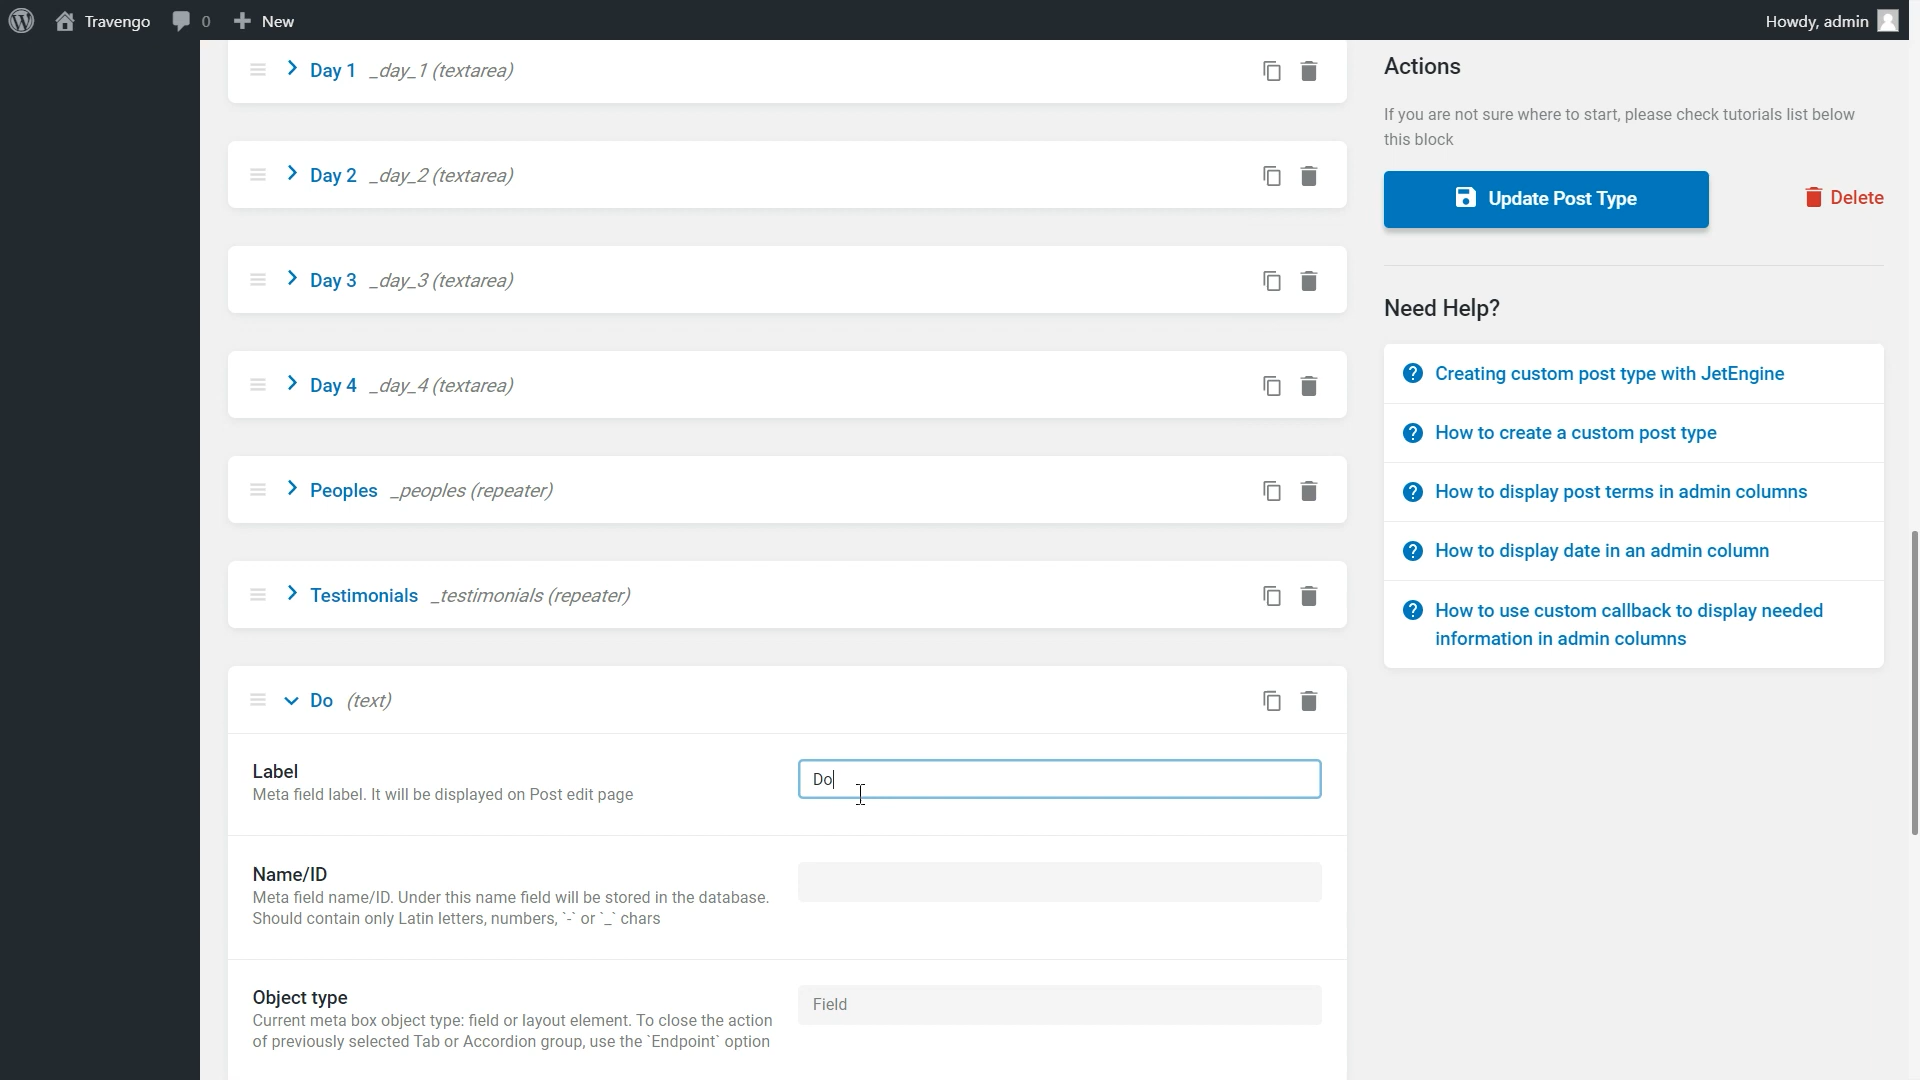 Travengo 0 New Howdy, admin
Day 1 _day_1 (textarea)
Day 2 _day_2 (textarea)
Day 3 _day_3 (textarea)
Day 4 _day_4 (textarea)
Peoples _peoples (repeater)
Testimonials _testimonials (repeater)
Do (text)
Label
Meta field label. It will be displayed on Post edit page
Do
Name/ID
Meta field name/ID. Under this name field will be stored in the database.
Should contain only Latin letters, numbers, `-` or `_` chars
Object type
Current meta box object type: field or layout element. To close the action
of previously selected Tab or Accordion group, use the `Endpoint` option
Field
Actions
If you are not sure where to start, please check tutorials list below
this block
Update Post Type
Delete
Need Help?
Creating custom post type with JetEngine
How to create a custom post type
How to display post terms in admin columns
How to display date in an admin column
How to use custom callback to display needed
information in admin columns